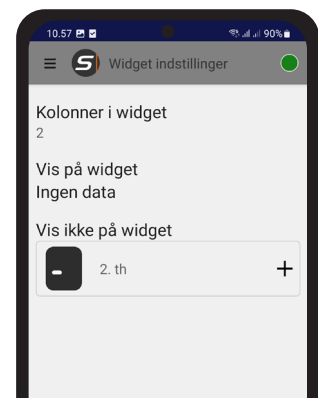 10.57
90%
Widget indstillinger
Kolonner i widget
2
Vis på widget
Ingen data
Vis ikke på widget
2. th